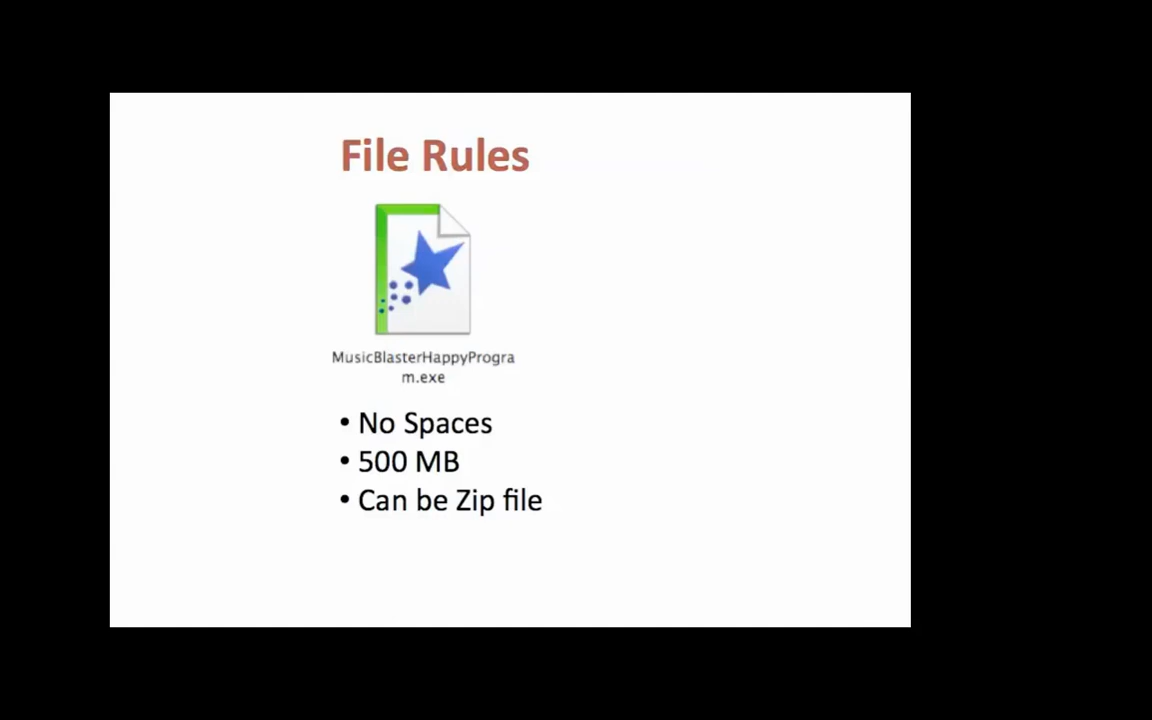 File Rules
MusicBlasterHappyProgra
m.exe
• No Spaces
• 500 MB
• Can be Zip file